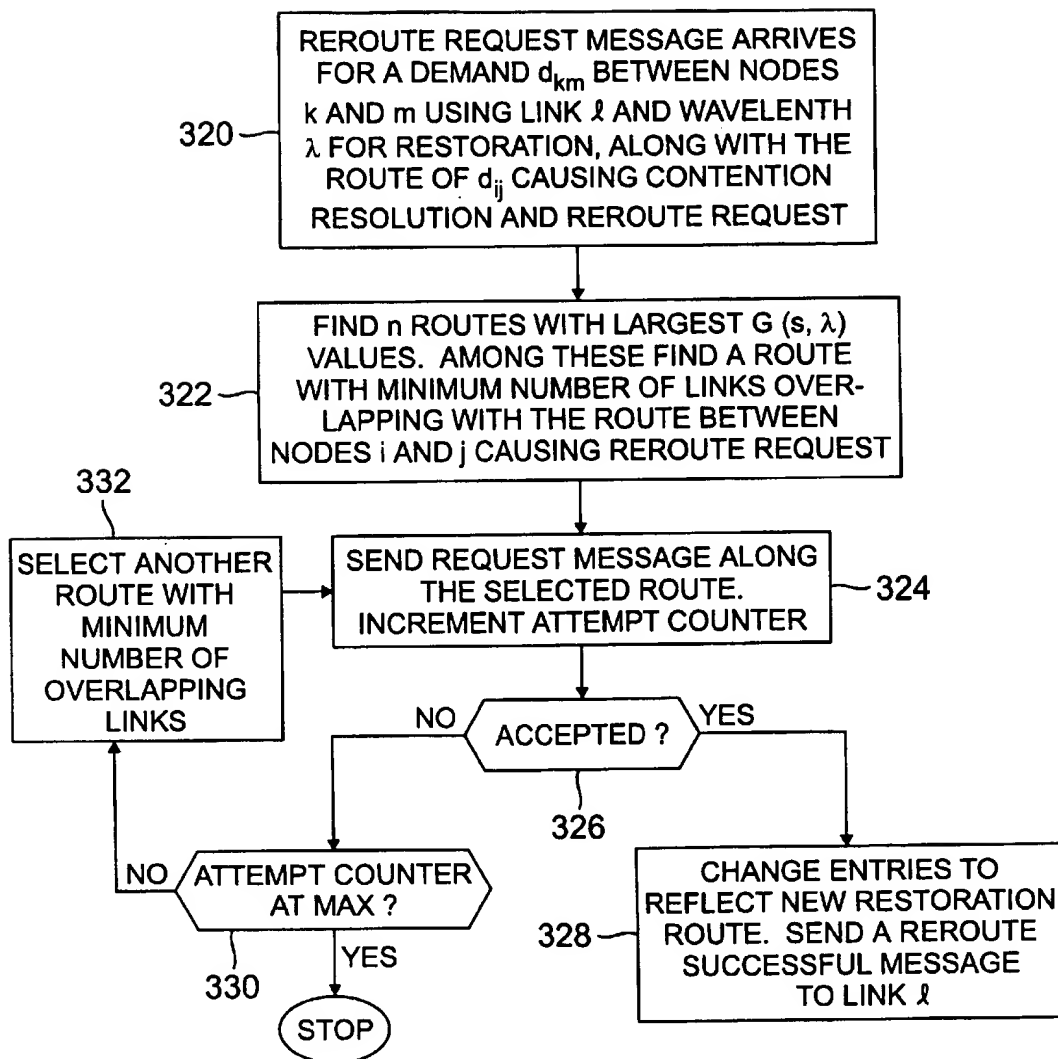 REROUTE REQUEST MESSAGE ARRIVES
FOR A DEMAND d_km BETWEEN NODES
k AND m USING LINK ℓ AND WAVELENTH
λ FOR RESTORATION, ALONG WITH THE
ROUTE OF d_ij CAUSING CONTENTION
RESOLUTION AND REROUTE REQUEST
320
FIND n ROUTES WITH LARGEST G (s, λ)
VALUES. AMONG THESE FIND A ROUTE
WITH MINIMUM NUMBER OF LINKS OVER-
LAPPING WITH THE ROUTE BETWEEN
NODES i AND j CAUSING REROUTE REQUEST
322
332
SELECT ANOTHER
ROUTE WITH
MINIMUM
NUMBER OF
OVERLAPPING
LINKS
SEND REQUEST MESSAGE ALONG
THE SELECTED ROUTE.
INCREMENT ATTEMPT COUNTER
324
NO
ACCEPTED ?
YES
326
NO
ATTEMPT COUNTER
AT MAX ?
330
YES
STOP
CHANGE ENTRIES TO
REFLECT NEW RESTORATION
ROUTE. SEND A REROUTE
SUCCESSFUL MESSAGE
TO LINK ℓ
328